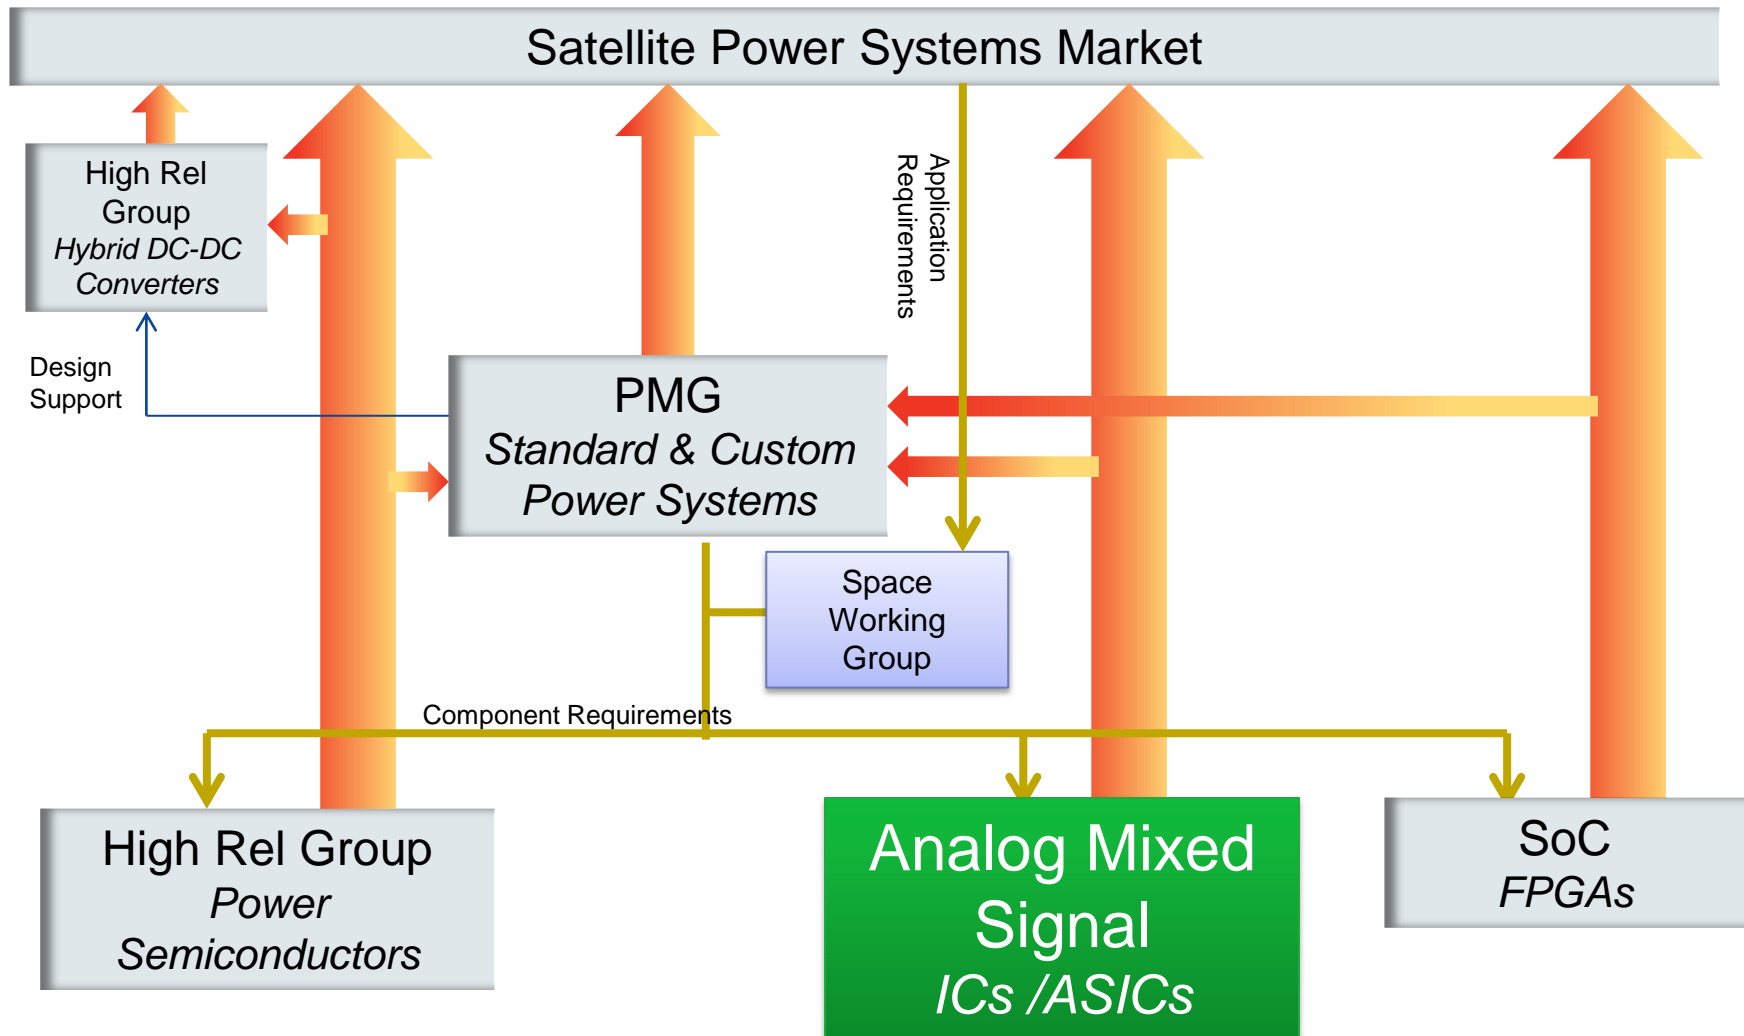 Satellite Power Systems Market
High Rel
Group
Hybrid DC-DC
Converters
Application
Requirements
Design
Support
PMG
Standard & Custom
Power Systems
Space
Working
Group
Component Requirements
High Rel Group
Power
Semiconductors
Analog Mixed
Signal
ICs /ASICs
SoC
FPGAs